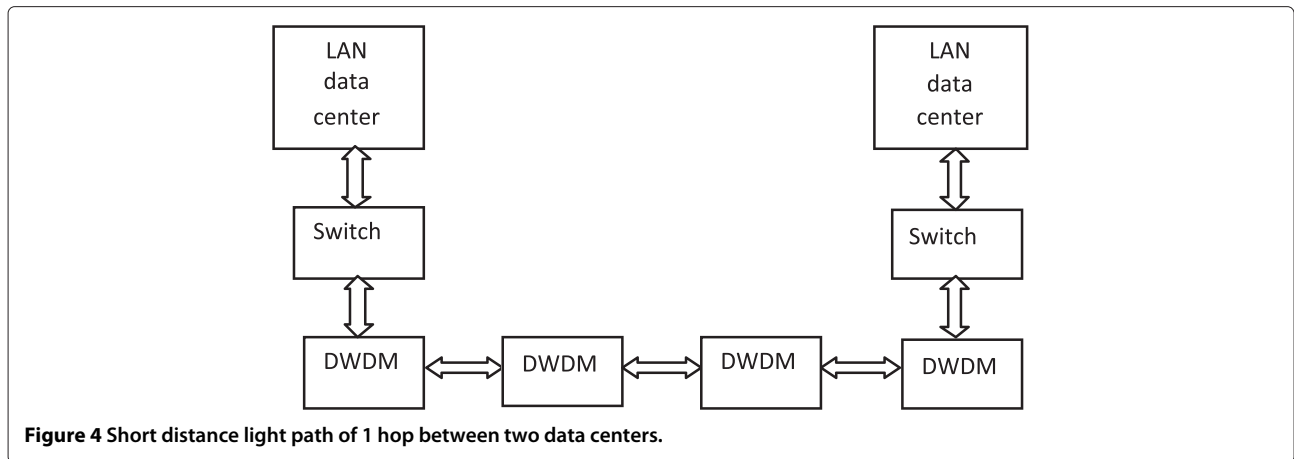 LAN
data
center
LAN
data
center
Switch
Switch
DWDM
DWDM
DWDM
DWDM
Figure 4 Short distance light path of 1 hop between two data centers.